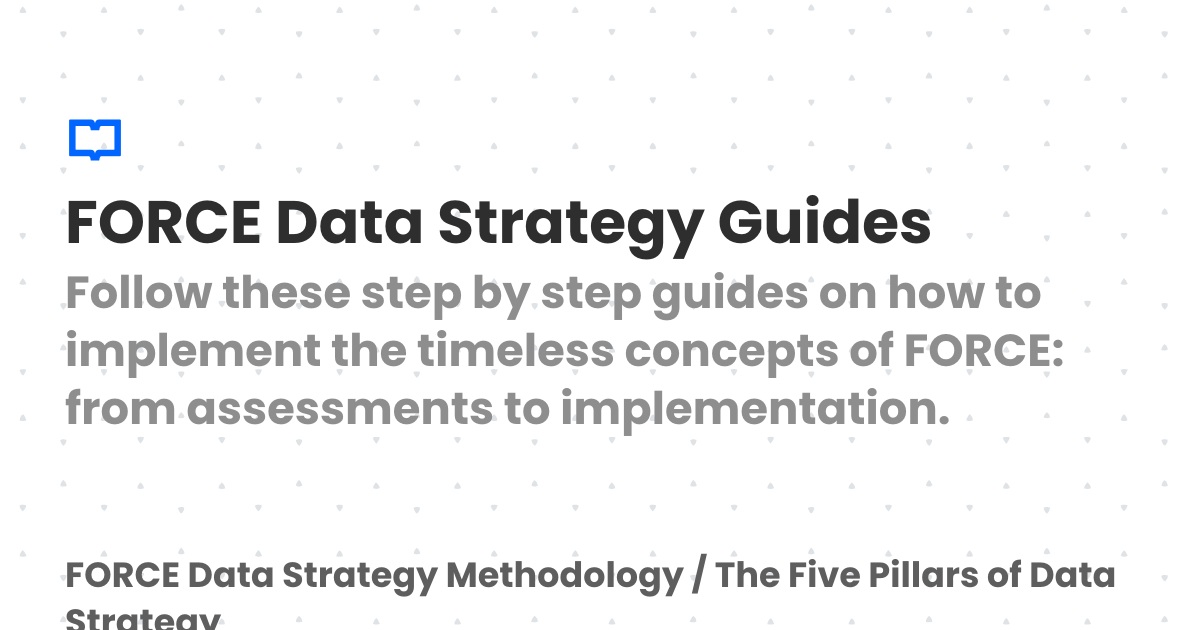 FORCE Data Strategy Guides
Follow these step by step guides on how to
implement the timeless concepts of FORCE:
from assessments to implementation.
FORCE Data Strategy Methodology / The Five Pillars of Data
Strategy